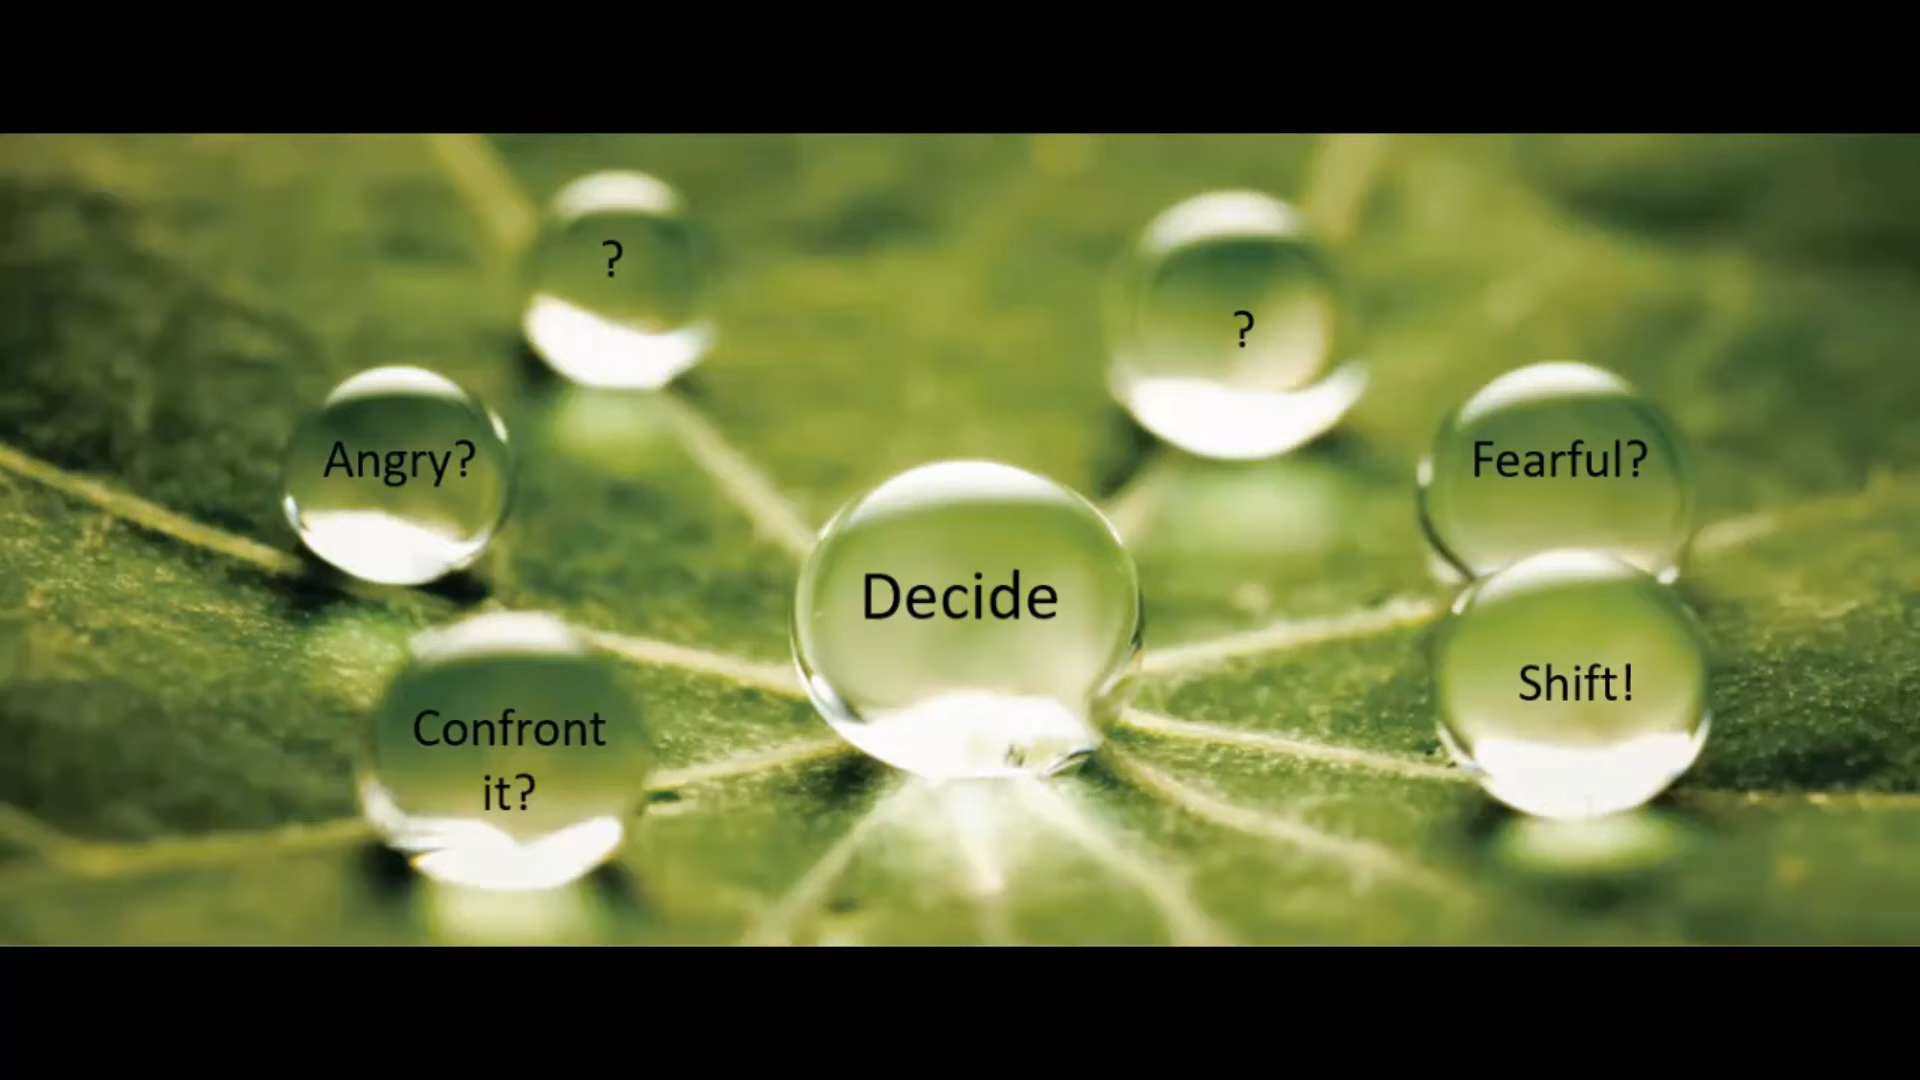 ?
?
Angry?
Fearful?
Decide
Shift!
Confront
it?